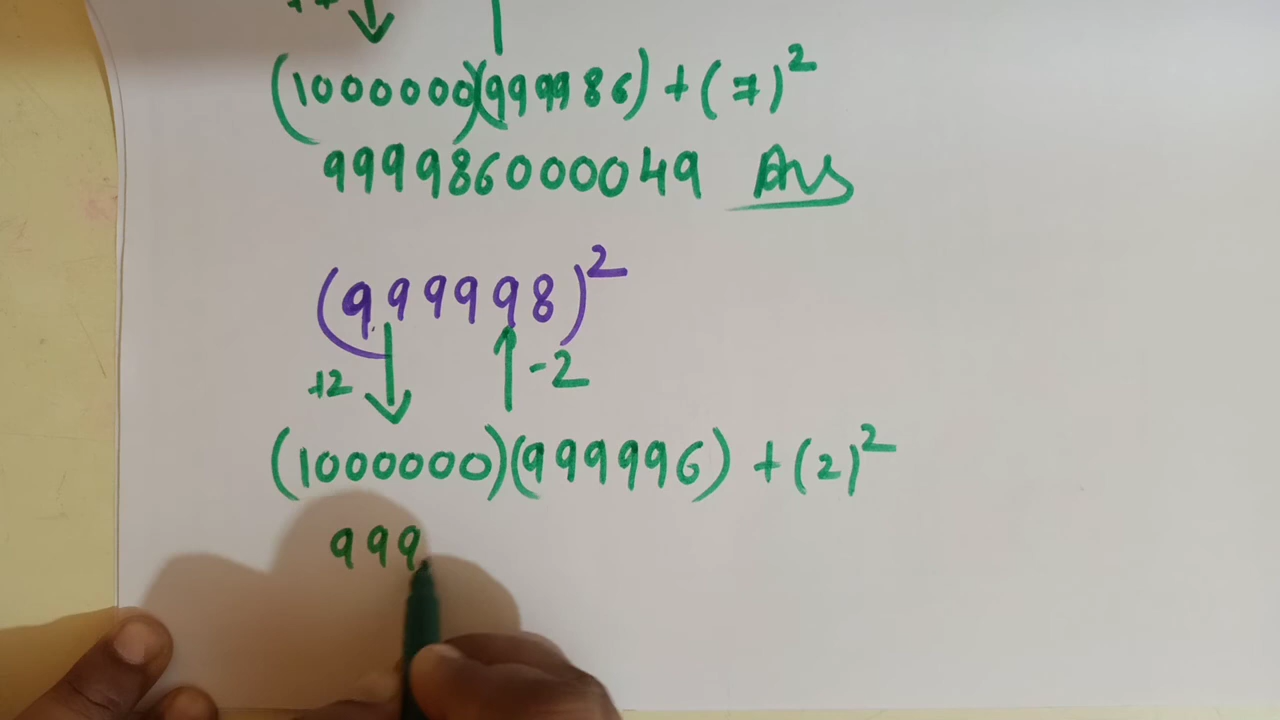 (1000000)(999986) + (7)²
999986000049 Ans
(999998)²
+2 -2
(1000000)(999996) + (2)²
999